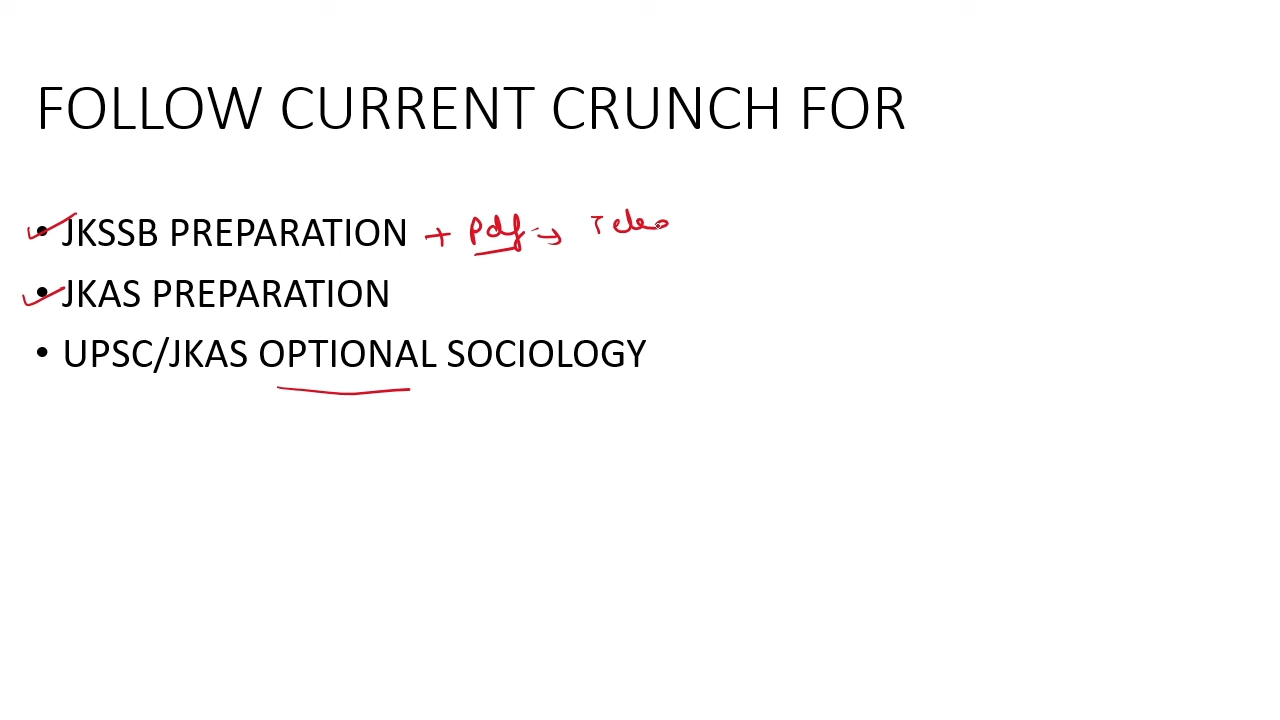 FOLLOW CURRENT CRUNCH FOR
• JKSSB PREPARATION + pdf →
• JKAS PREPARATION
• UPSC/JKAS OPTIONAL SOCIOLOGY